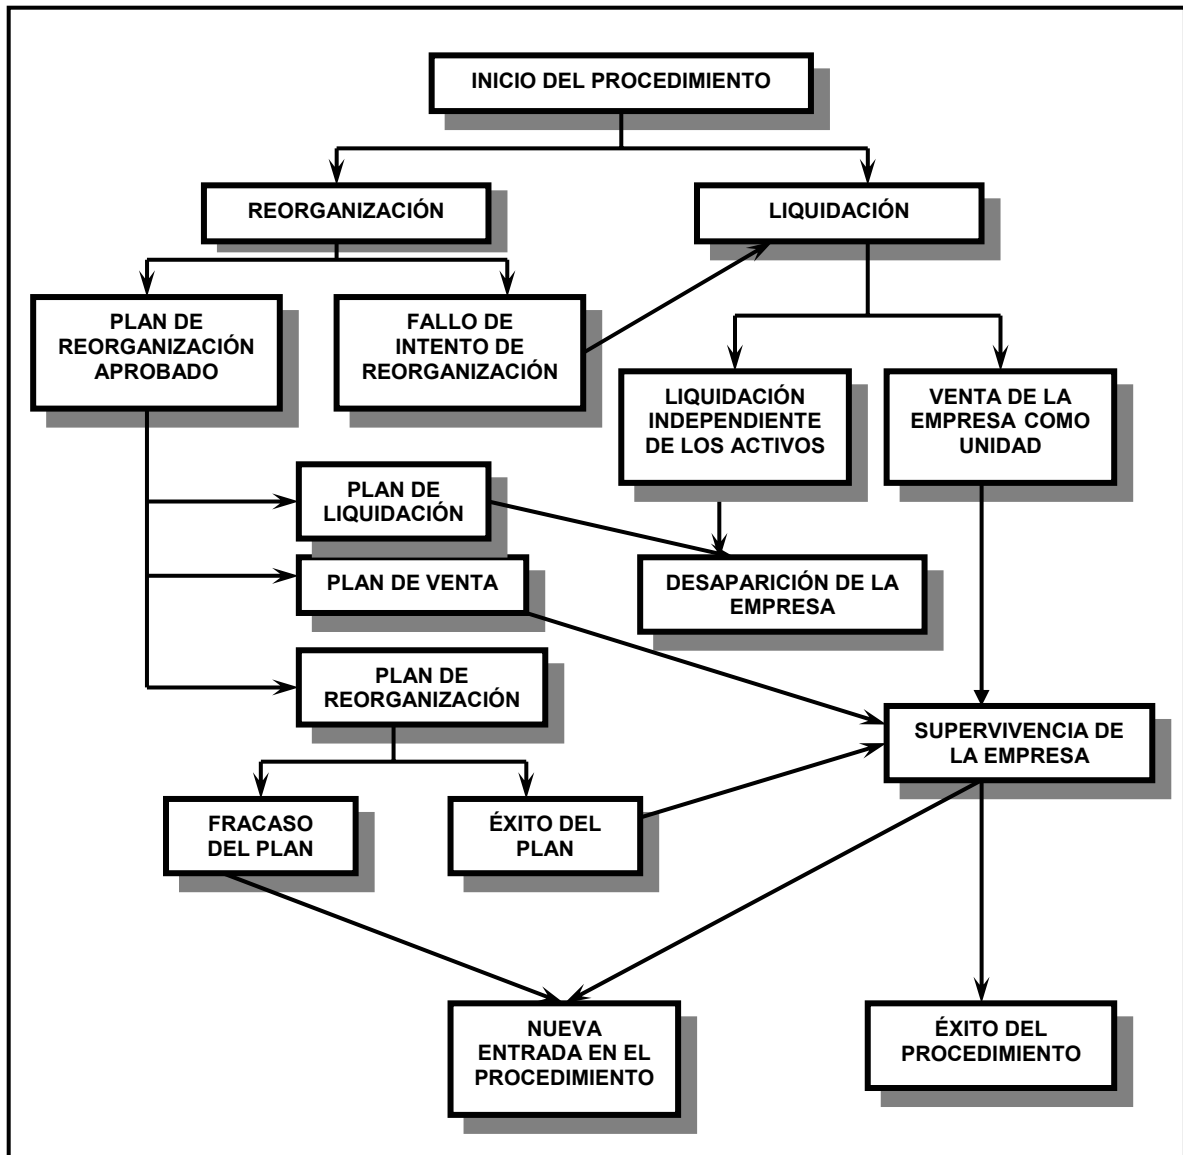 INICIO DEL PROCEDIMIENTO
REORGANIZACIÓN
LIQUIDACIÓN
PLAN DE
REORGANIZACIÓN
APROBADO
FALLO DE
INTENTO DE
REORGANIZACIÓN
LIQUIDACIÓN
INDEPENDIENTE
DE LOS ACTIVOS
VENTA DE LA
EMPRESA COMO
UNIDAD
PLAN DE
LIQUIDACIÓN
PLAN DE VENTA
DESAPARICIÓN DE LA
EMPRESA
PLAN DE
REORGANIZACIÓN
SUPERVIVENCIA DE
LA EMPRESA
FRACASO
DEL PLAN
ÉXITO DEL
PLAN
NUEVA
ENTRADA EN EL
PROCEDIMIENTO
ÉXITO DEL
PROCEDIMIENTO